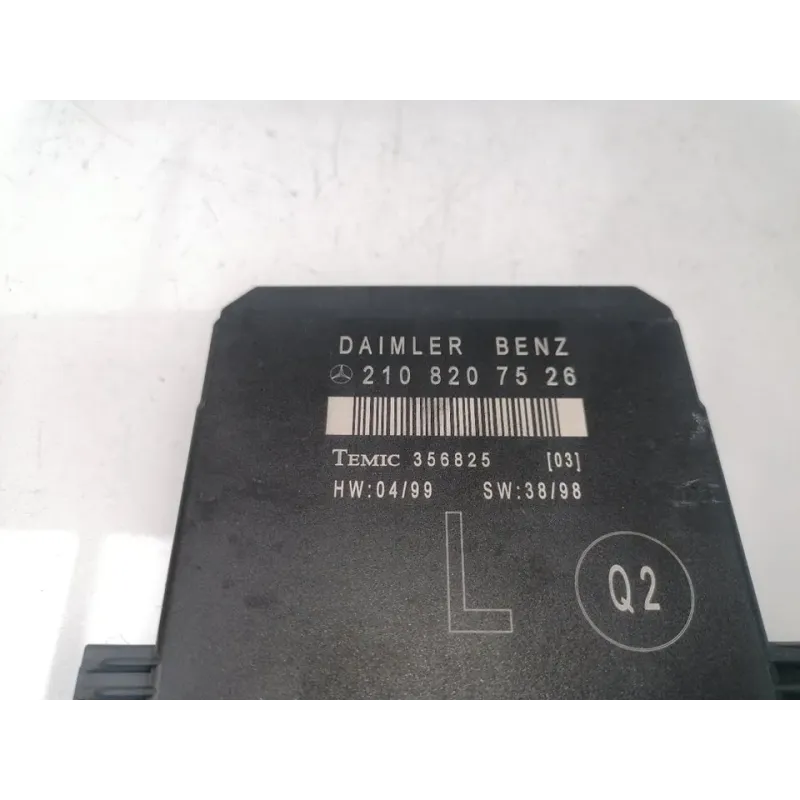 DAIMLER BENZ
210 820 75 26
TEMIC 356825 [03]
HW:04/99 SW:38/98
L
Q2